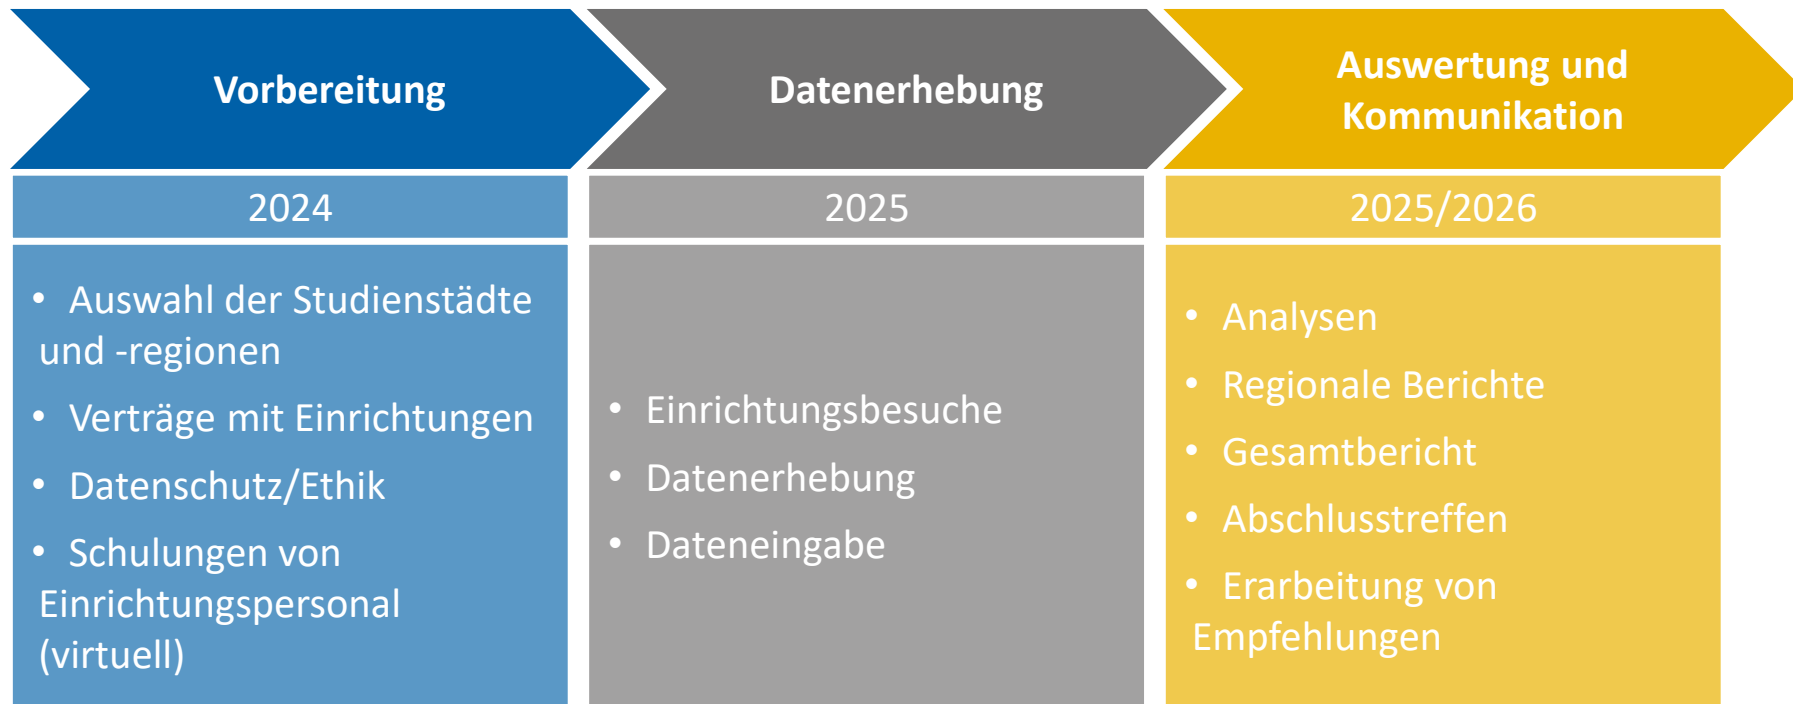 Vorbereitung
2024
• Auswahl der Studienstädte
und -regionen
• Verträge mit Einrichtungen
• Datenschutz/Ethik
• Schulungen von
Einrichtungspersonal
(virtuell)
Datenerhebung
2025
• Einrichtungsbesuche
• Datenerhebung
• Dateneingabe
Auswertung und
Kommunikation
2025/2026
• Analysen
• Regionale Berichte
• Gesamtbericht
• Abschlusstreffen
• Erarbeitung von
Empfehlungen